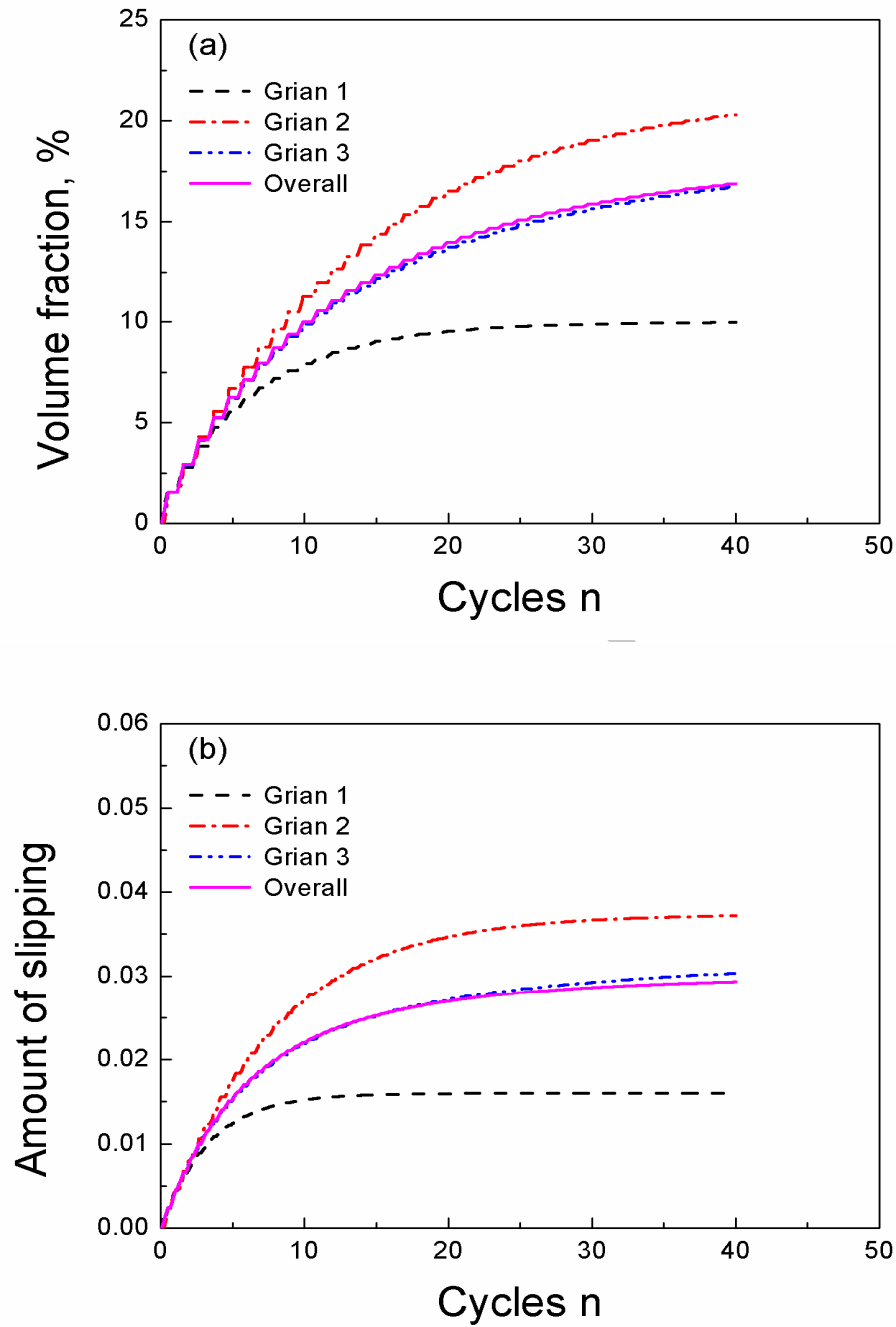 25
(a)
Grian 1
20
Grian 2
Grian 3
Overall
15
10
5
0
Volume fraction, %
0 10 20 30 40 50
Cycles n
0.06
(b)
Grian 1
0.05
Grian 2
Grian 3
Overall
0.04
0.03
0.02
0.01
0.00
Amount of slipping
0 10 20 30 40 50
Cycles n